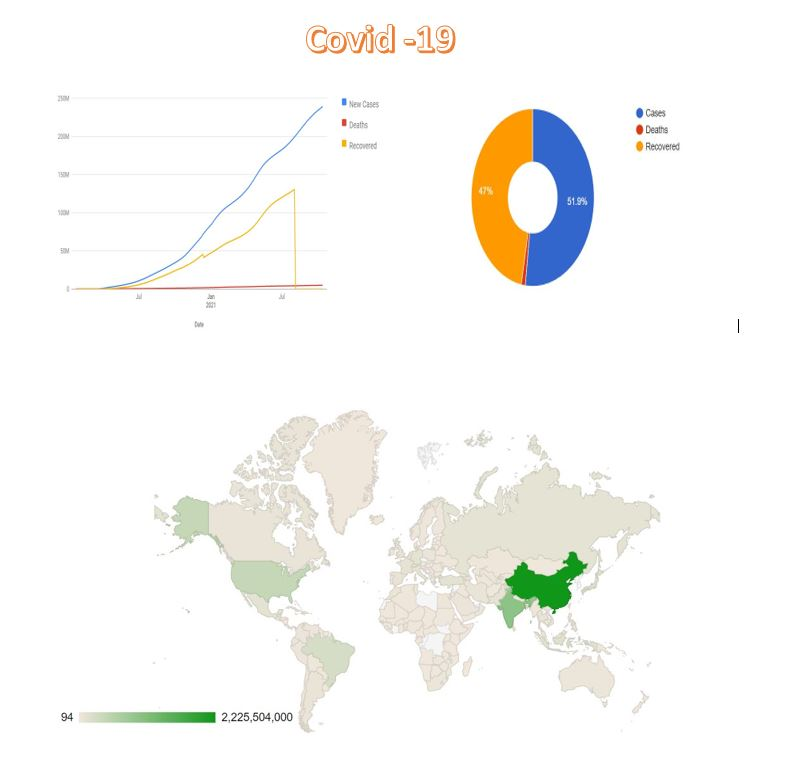 Covid -19
250M
200M
150M
100M
50M
0
Jul
Jan
2021
Jul
Date
New Cases
Deaths
Recovered
47%
51.9%
Cases
Deaths
Recovered
94
2,225,504,000